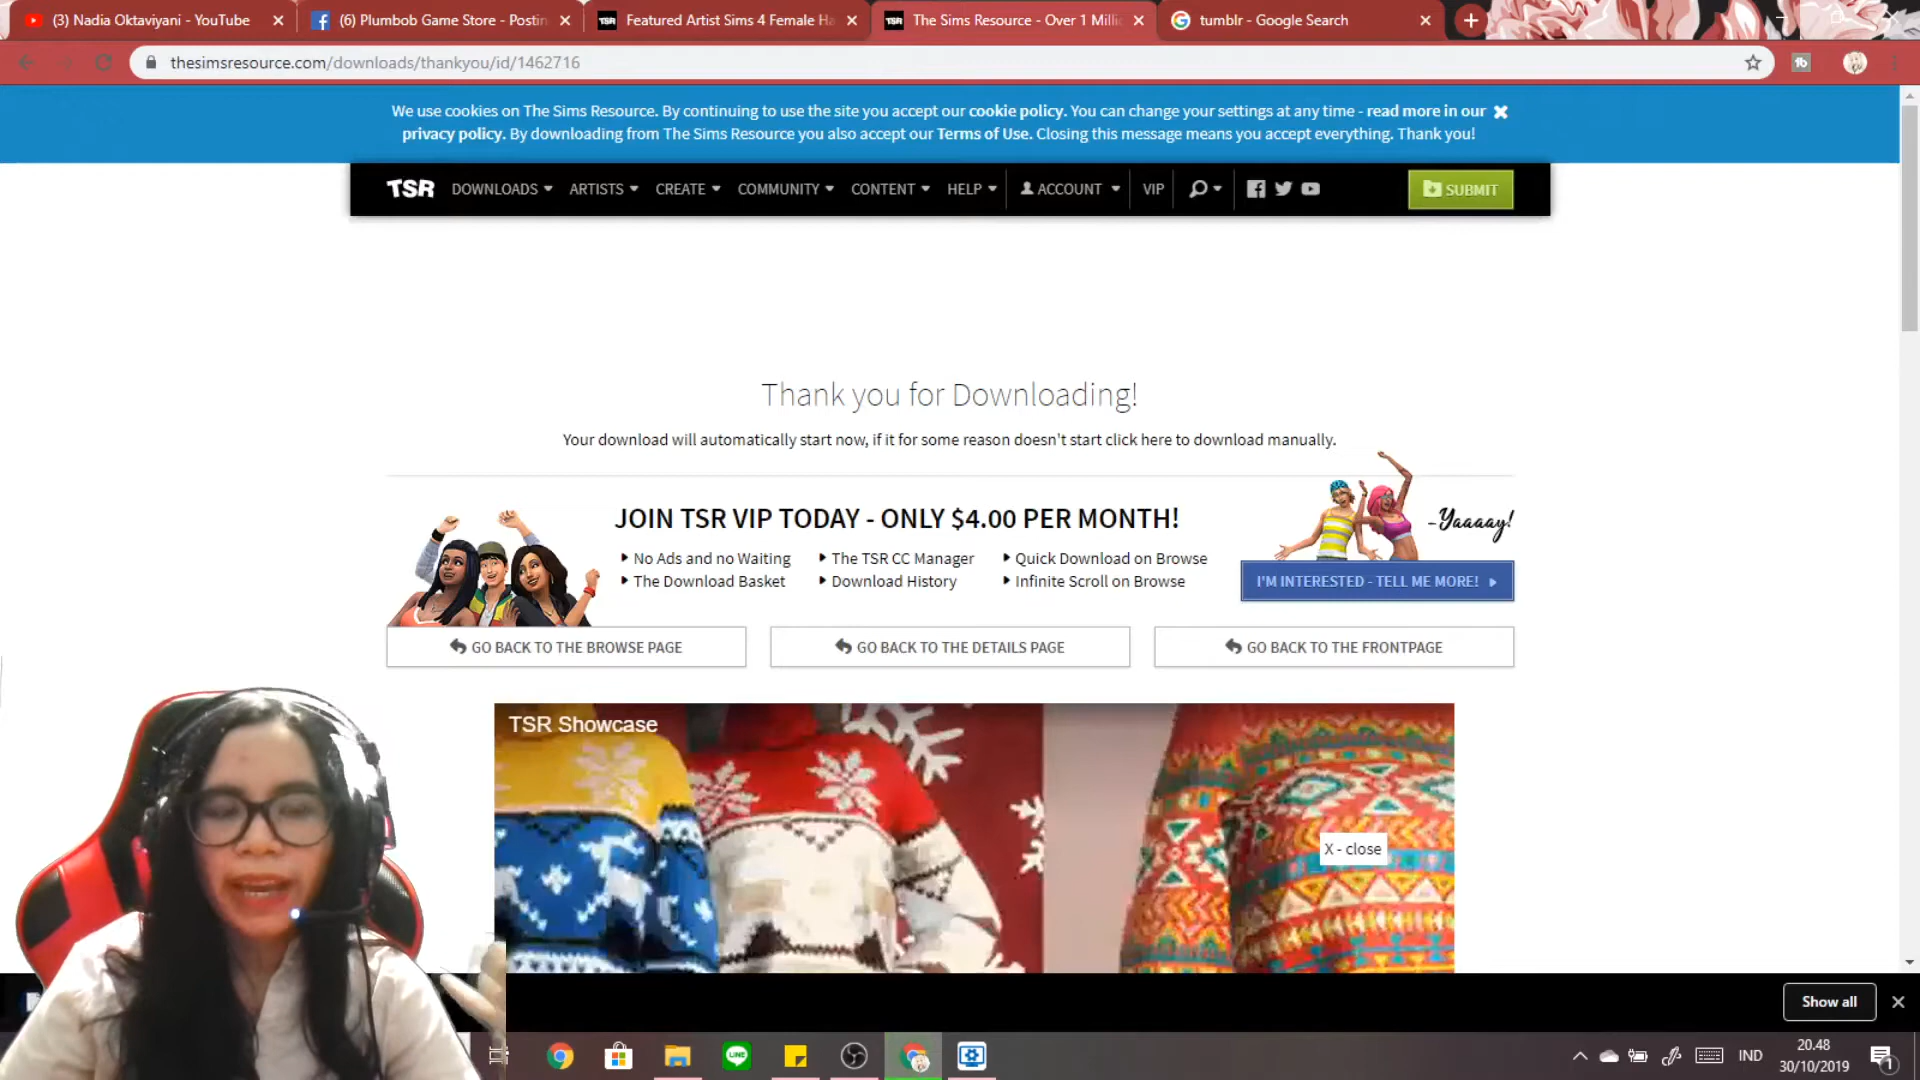 (3) Nadia Oktaviyani - YouTube
(6) Plumbob Game Store - Postin
Featured Artist Sims 4 Female Ha
The Sims Resource - Over 1 Milli
tumblr - Google Search
thesimsresource.com/downloads/thankyou/id/1462716
We use cookies on The Sims Resource. By continuing to use the site you accept our cookie policy. You can change your settings at any time - read more in our
privacy policy. By downloading from The Sims Resource you also accept our Terms of Use. Closing this message means you accept everything. Thank you!
TSR DOWNLOADS ARTISTS CREATE COMMUNITY CONTENT HELP ACCOUNT VIP SUBMIT
Thank you for Downloading!
Your download will automatically start now, if it for some reason doesn't start click here to download manually.
JOIN TSR VIP TODAY - ONLY $4.00 PER MONTH!
No Ads and no Waiting The TSR CC Manager Quick Download on Browse
The Download Basket Download History Infinite Scroll on Browse
-Yaaaay!
I'M INTERESTED - TELL ME MORE!
GO BACK TO THE BROWSE PAGE GO BACK TO THE DETAILS PAGE GO BACK TO THE FRONTPAGE
TSR Showcase
X - close
Show all
LINE
IND
20.48
30/10/2019
1